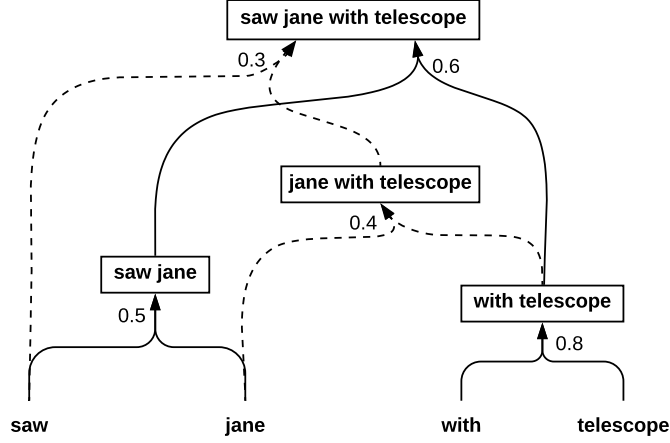 saw jane with telescope
0.3
0.6
jane with telescope
0.4
saw jane
with telescope
0.5
0.8
saw
jane
with
telescope